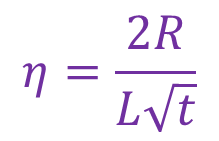 η = 2R / L√t